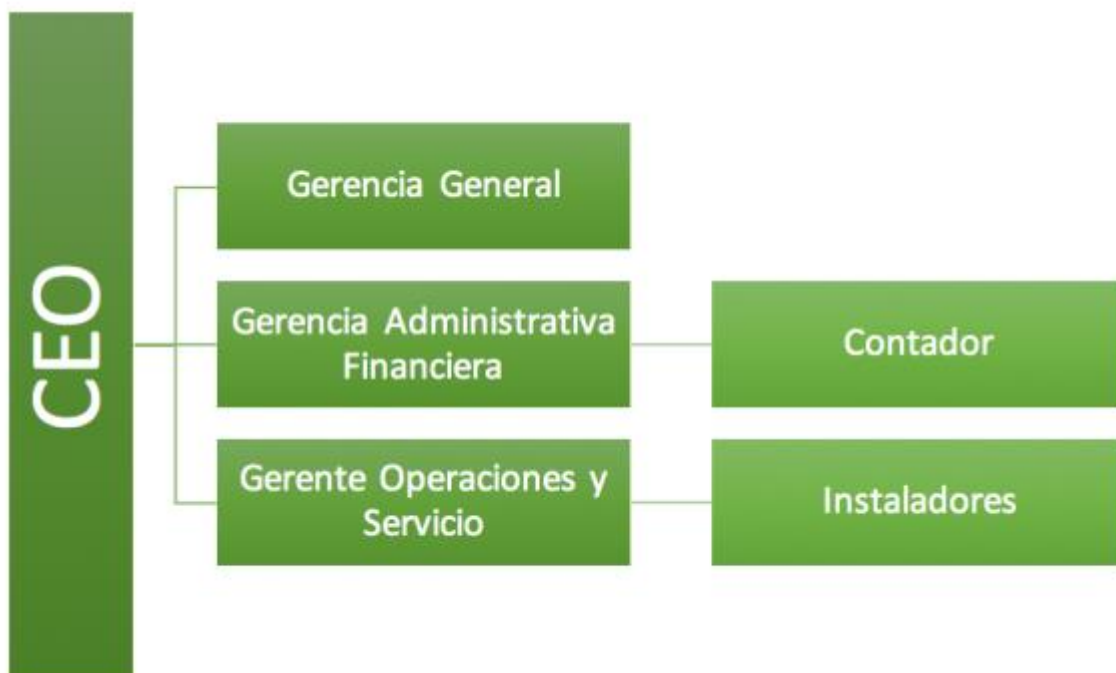 CEO
Gerencia General
Gerencia Administrativa
Financiera
Contador
Gerente Operaciones y
Servicio
Instaladores